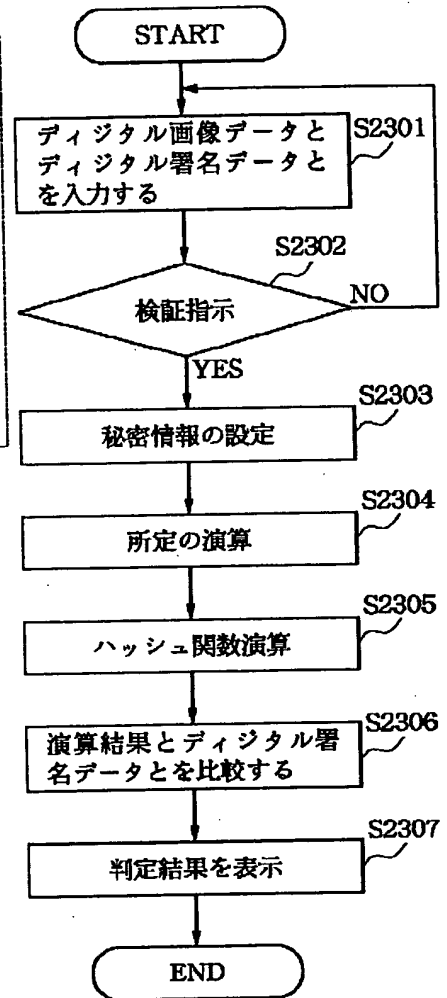 START
ディジタル画像データと
ディジタル署名データと
を入力する
S2301
S2302
検証指示
NO
YES
S2303
秘密情報の設定
S2304
所定の演算
S2305
ハッシュ関数演算
S2306
演算結果とディジタル署
名データとを比較する
S2307
判定結果を表示
END